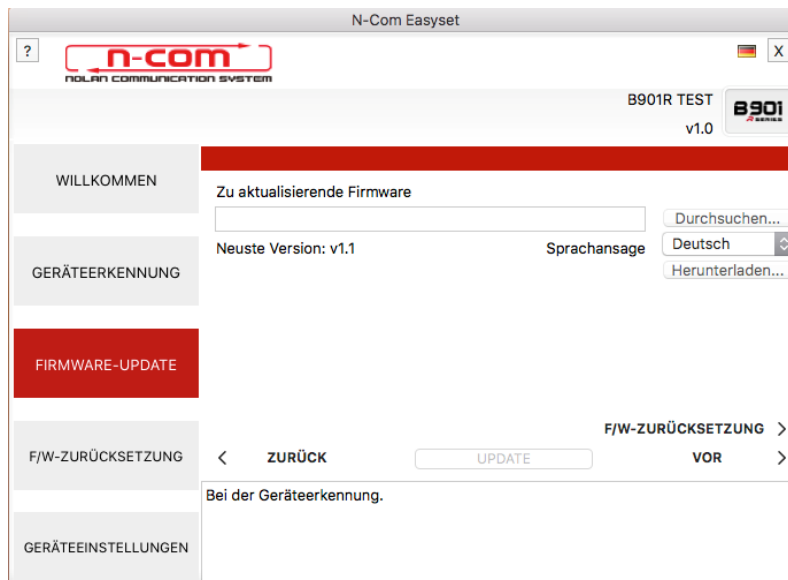 N-Com Easyset
?
n-com
X
NOLAN COMMUNICATION SYSTEM
B901R TEST
v1.0
B901
R SERIES
WILLKOMMEN
GERÄTEERKENNUNG
FIRMWARE-UPDATE
F/W-ZURÜCKSETZUNG
GERÄTEEINSTELLUNGEN
Zu aktualisierende Firmware
Durchsuchen...
Neuste Version: v1.1
Sprachansage
Deutsch
Herunterladen...
F/W-ZURÜCKSETZUNG >
< ZURÜCK
UPDATE
VOR >
Bei der Geräteerkennung.